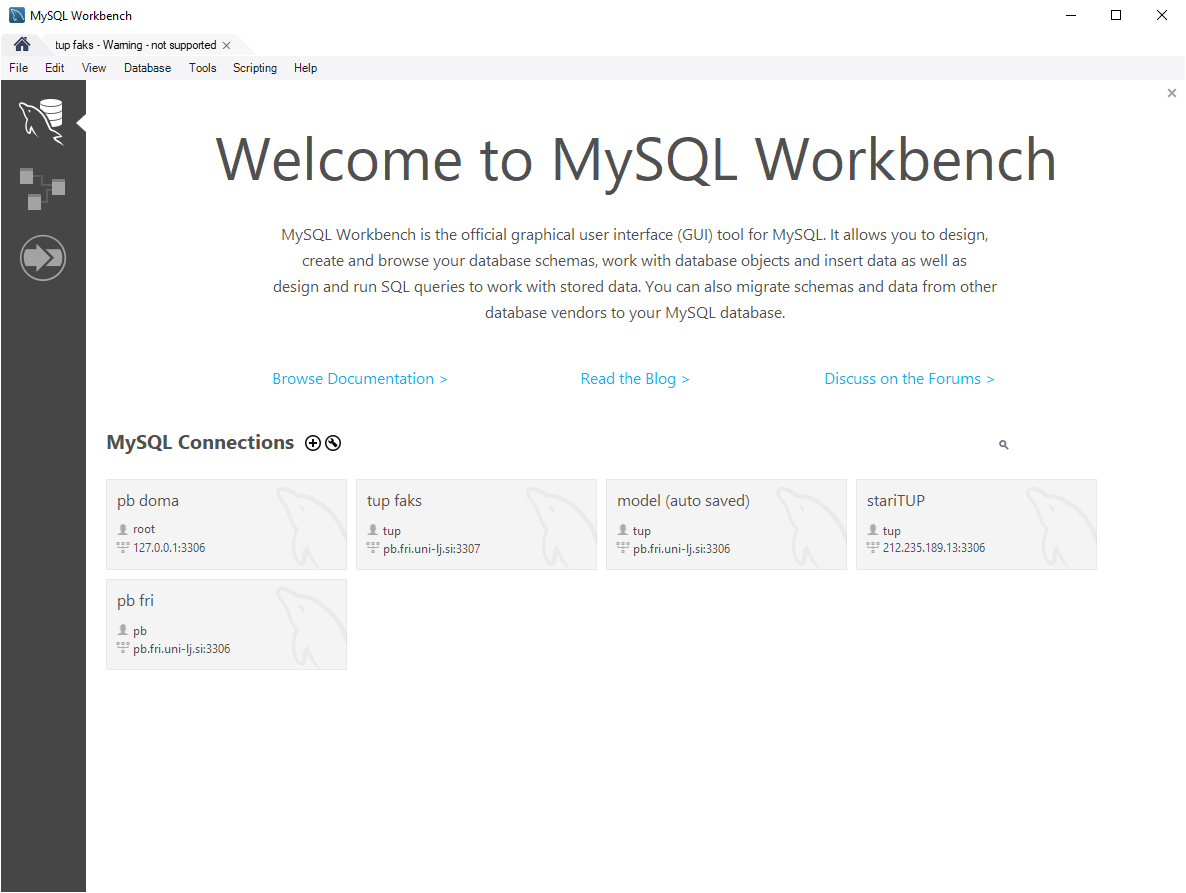 MySQL Workbench
tup faks - Warning - not supported
File Edit View Database Tools Scripting Help
Welcome to MySQL Workbench
MySQL Workbench is the official graphical user interface (GUI) tool for MySQL. It allows you to design,
create and browse your database schemas, work with database objects and insert data as well as
design and run SQL queries to work with stored data. You can also migrate schemas and data from other
database vendors to your MySQL database.
Browse Documentation > Read the Blog > Discuss on the Forums >
MySQL Connections
pb doma
root
127.0.0.1:3306
tup faks
tup
pb.fri.uni-lj.si:3307
model (auto saved)
tup
pb.fri.uni-lj.si:3306
stariTUP
tup
212.235.189.13:3306
pb fri
pb
pb.fri.uni-lj.si:3306